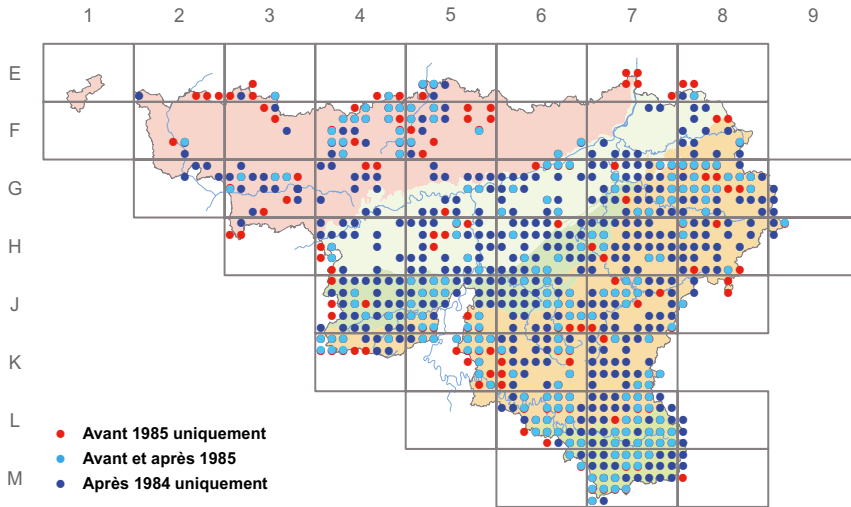 1 2 3 4 5 6 7 8 9
E
F
G
H
J
K
L
M
Avant 1985 uniquement
Avant et après 1985
Après 1984 uniquement